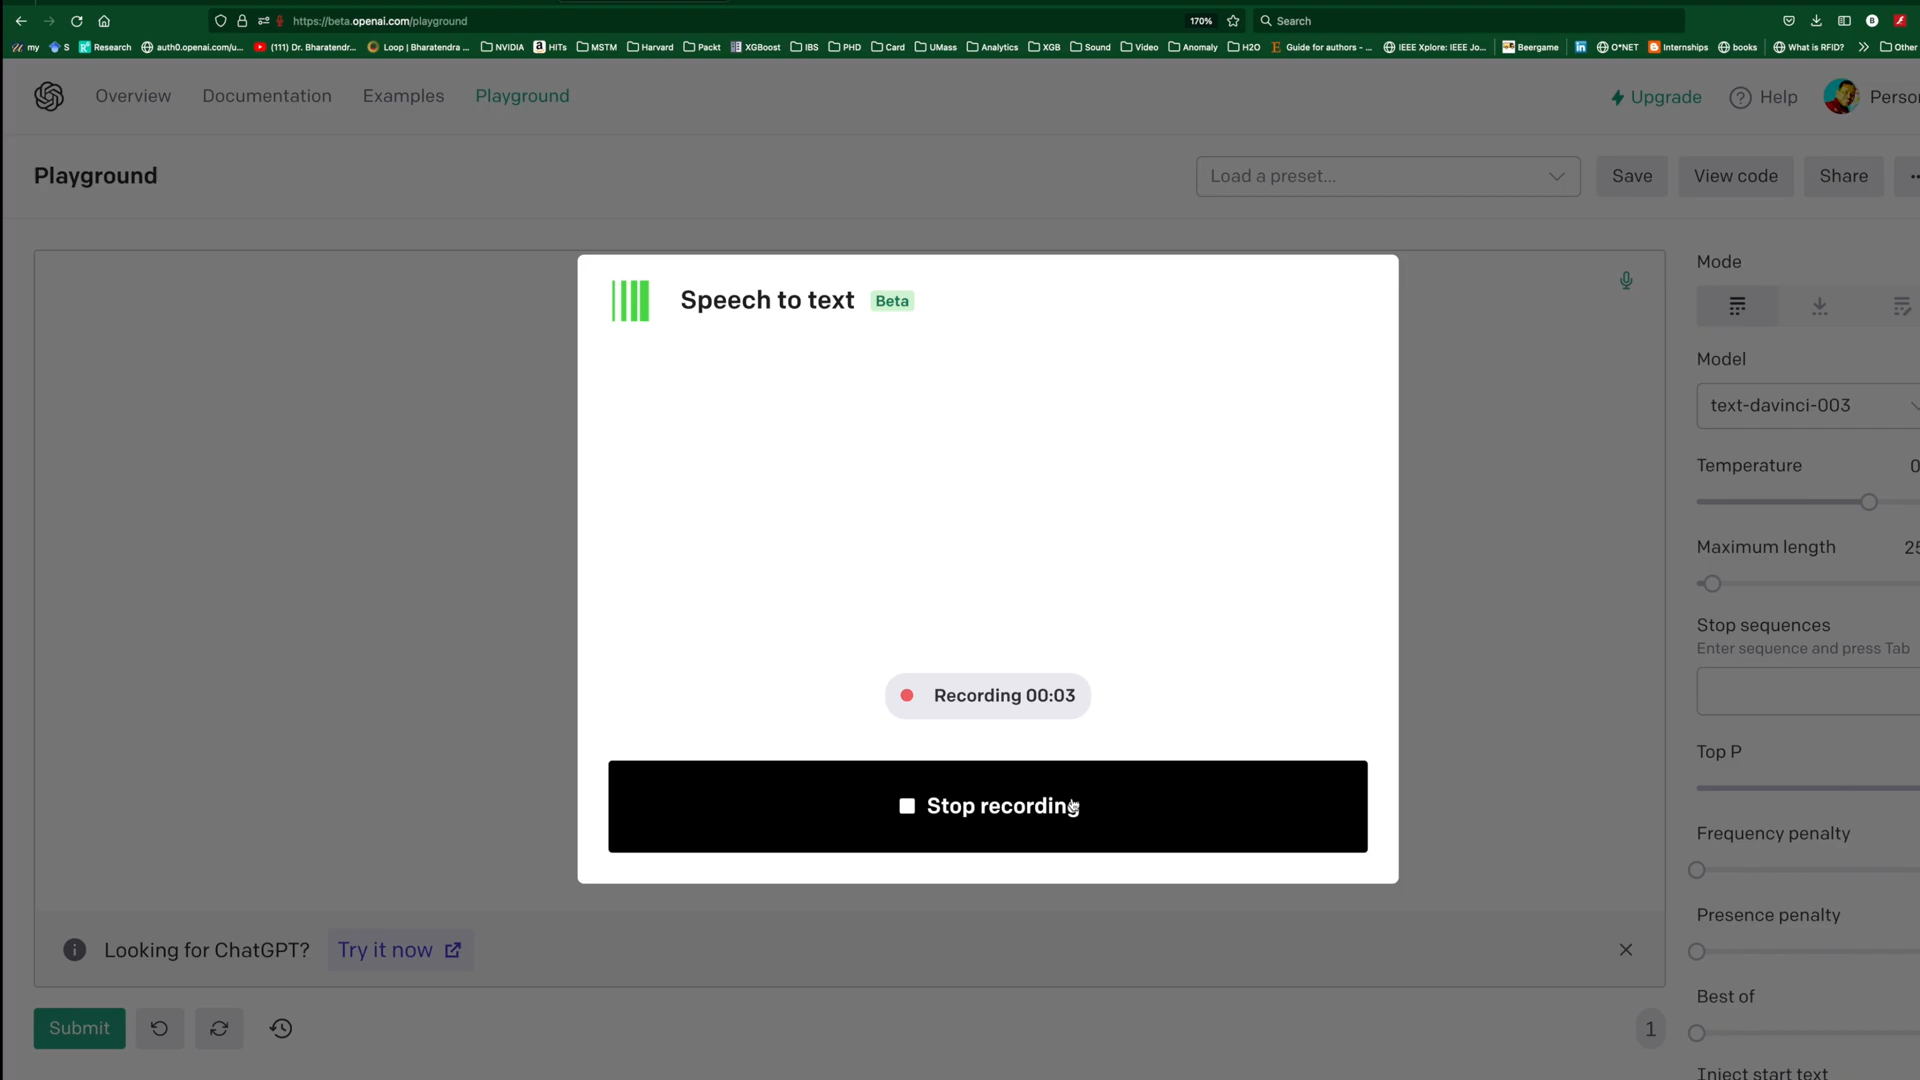 https://beta.openai.com/playground
170%
Search
my
S
Research
auth0.openai.com/u...
(111) Dr. Bharatendr...
Loop | Bharatendra ...
NVIDIA
HITs
MSTM
Harvard
Packt
XGBoost
IBS
PHD
Card
UMass
Analytics
XGB
Sound
Video
Anomaly
H2O
Guide for authors - ...
IEEE Xplore: IEEE Jo...
Beergame
O*NET
Internships
books
What is RFID?
Other
Overview
Documentation
Examples
Playground
Upgrade
Help
Perso
Playground
Load a preset...
Save
View code
Share
Speech to text Beta
Recording 00:03
Stop recording
Mode
Model
text-davinci-003
Temperature 0
Maximum length 25
Stop sequences
Enter sequence and press Tab
Top P
Frequency penalty
Presence penalty
Best of
Inject start text
Looking for ChatGPT? Try it now
Submit
1